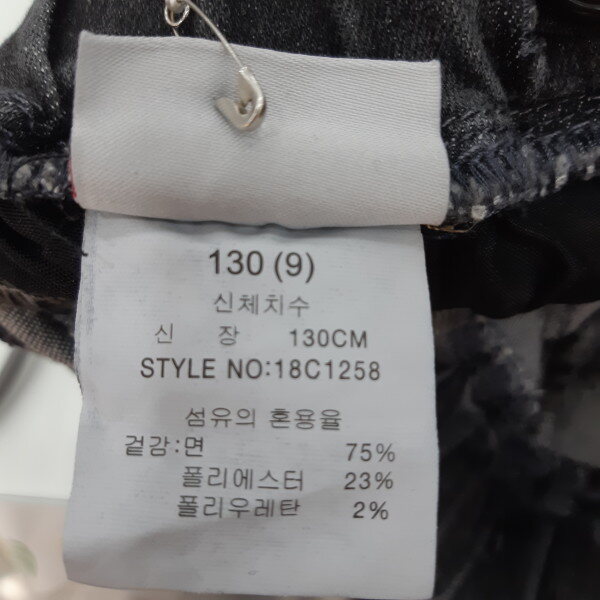 130 (9)
신체치수
신 장 130CM
STYLE NO:18C1258
섬유의 혼용율
겉감:면 75%
폴리에스터 23%
폴리우레탄 2%